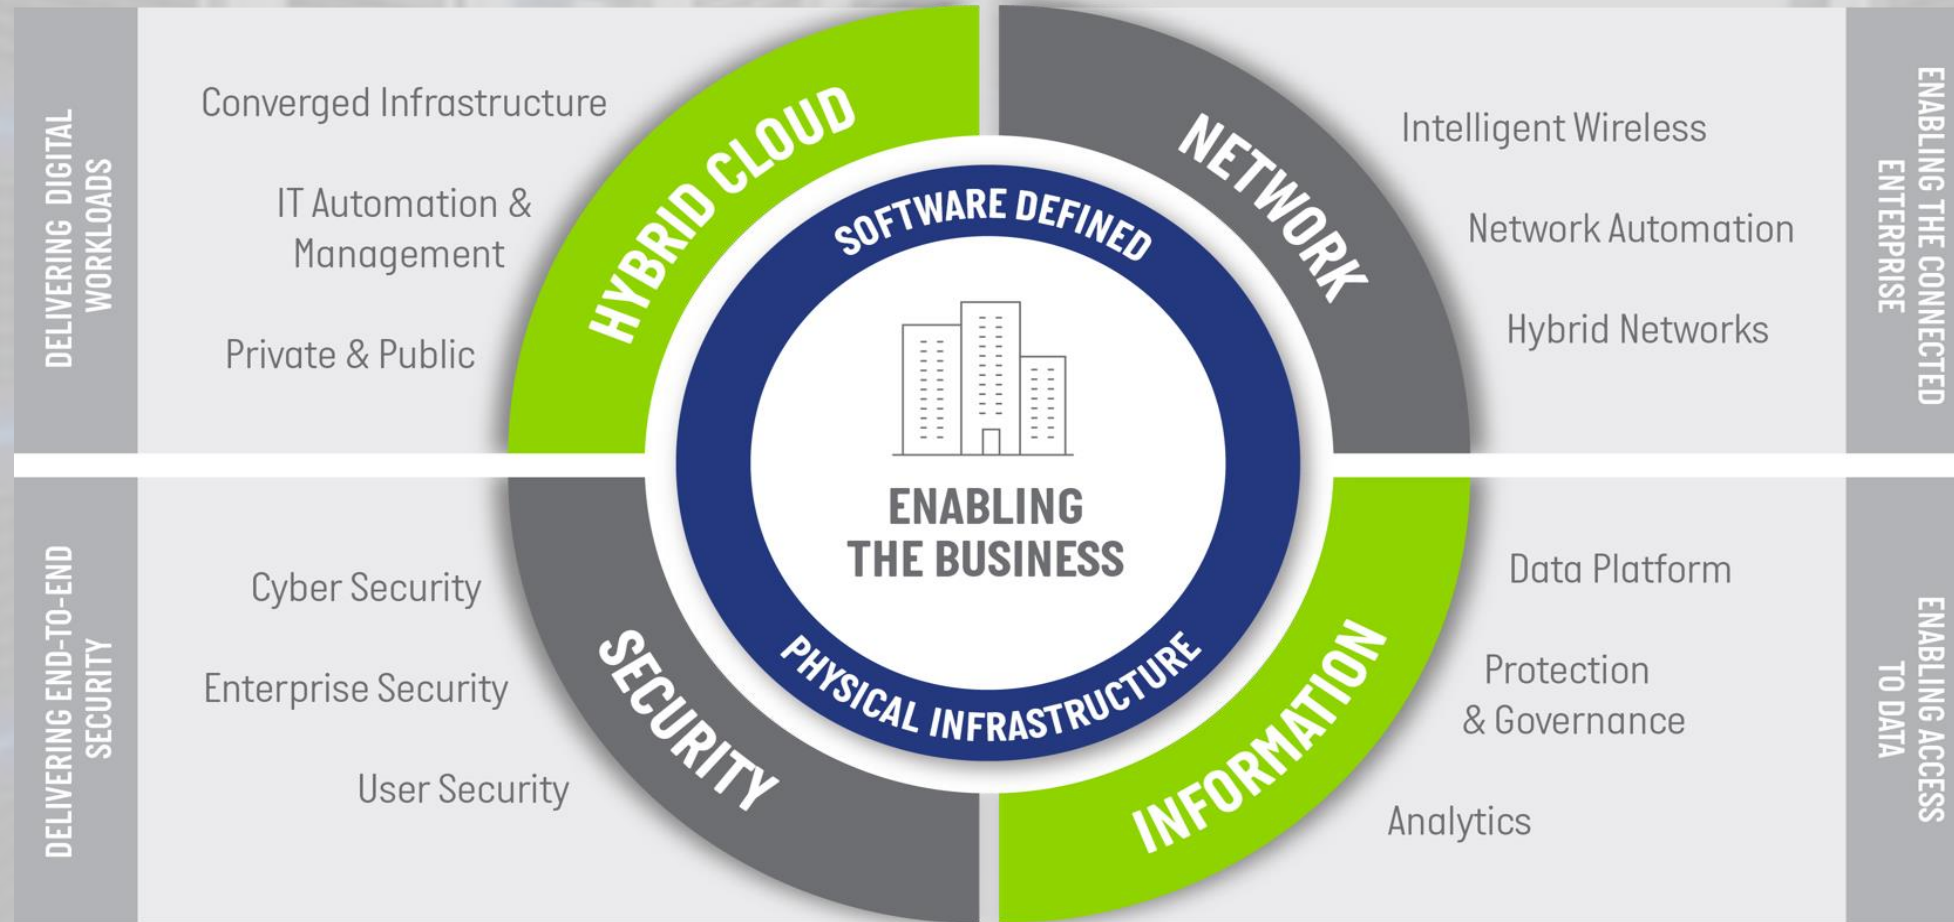 DELIVERING DIGITAL
WORKLOADS
Converged Infrastructure
IT Automation &
Management
Private & Public
HYBRID CLOUD
NETWORK
Intelligent Wireless
Network Automation
Hybrid Networks
ENABLING THE CONNECTED
ENTERPRISE
SOFTWARE DEFINED
ENABLING
THE BUSINESS
PHYSICAL INFRASTRUCTURE
DELIVERING END-TO-END
SECURITY
Cyber Security
Enterprise Security
User Security
SECURITY
INFORMATION
Data Platform
Protection
& Governance
Analytics
ENABLING ACCESS
TO DATA